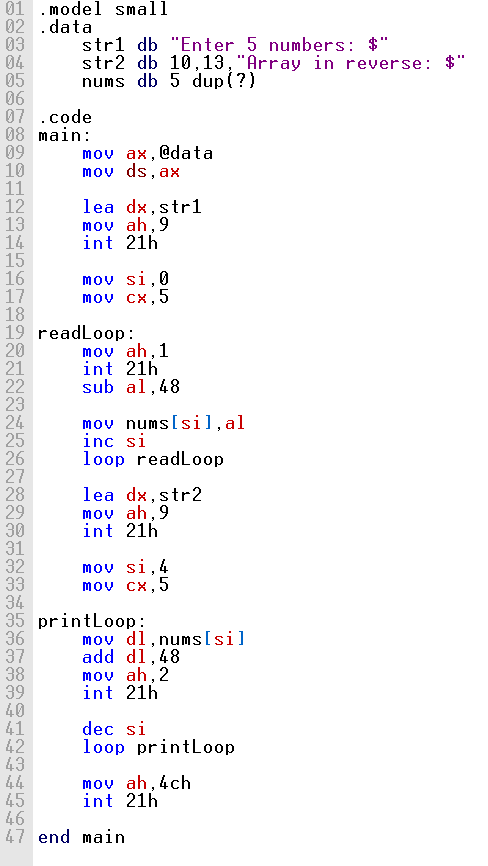 01 .model small
02 .data
03     str1 db "Enter 5 numbers: $"
04     str2 db 10,13,"Array in reverse: $"
05     nums db 5 dup(?)
06
07 .code
08 main:
09     mov ax,@data
10     mov ds,ax
11
12     lea dx,str1
13     mov ah,9
14     int 21h
15
16     mov si,0
17     mov cx,5
18
19 readLoop:
20     mov ah,1
21     int 21h
22     sub al,48
23
24     mov nums[si],al
25     inc si
26     loop readLoop
27
28     lea dx,str2
29     mov ah,9
30     int 21h
31
32     mov si,4
33     mov cx,5
34
35 printLoop:
36     mov dl,nums[si]
37     add dl,48
38     mov ah,2
39     int 21h
40
41     dec si
42     loop printLoop
43
44     mov ah,4ch
45     int 21h
46
47 end main